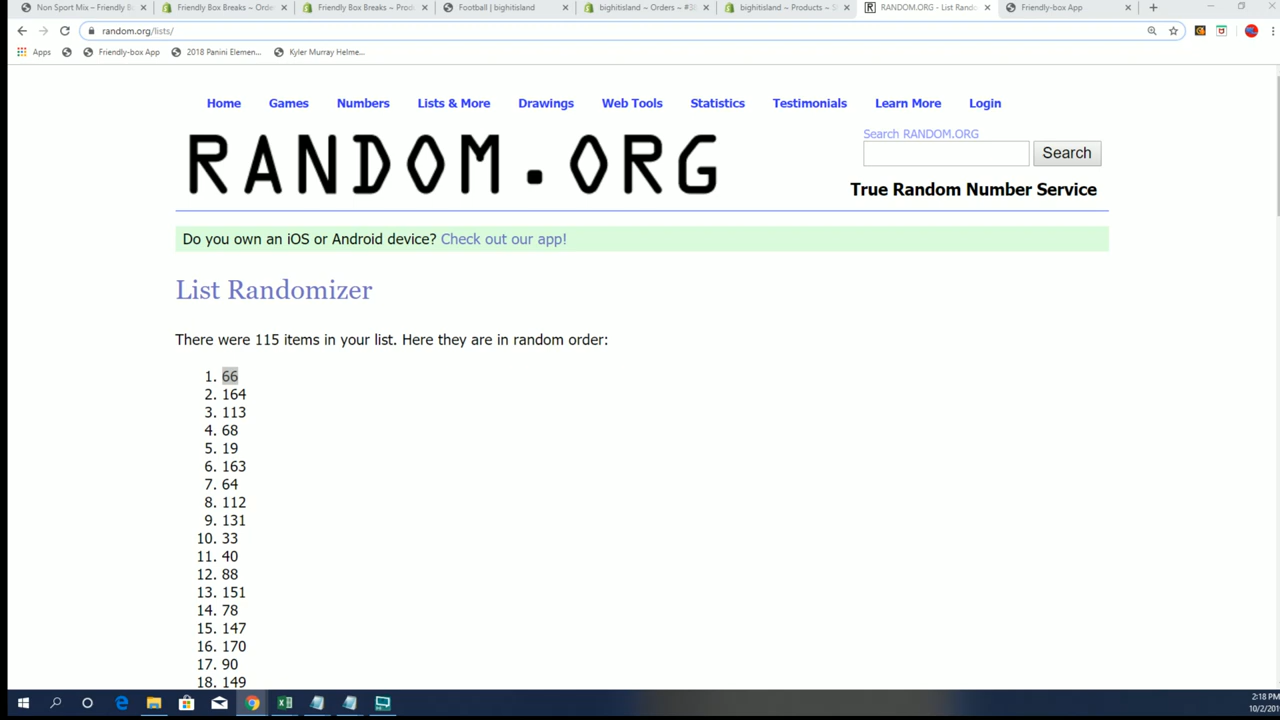 Non Sport Mix ~ Friendly B
Friendly Box Breaks ~ Orde
Friendly Box Breaks ~ Prod
Football | bighitisland
bighitisland ~ Orders ~ #3
bighitisland ~ Products ~ S
RANDOM.ORG - List Rando
Friendly-box App
random.org/lists/
Apps
Friendly-box App
2018 Panini Elemen...
Kyler Murray Helme...
Home Games Numbers Lists & More Drawings Web Tools Statistics Testimonials Learn More Login
RANDOM.ORG
Search RANDOM.ORG
Search
True Random Number Service
Do you own an iOS or Android device? Check out our app!
List Randomizer
There were 115 items in your list. Here they are in random order:
1. 66
2. 164
3. 113
4. 68
5. 19
6. 163
7. 64
8. 112
9. 131
10. 33
11. 40
12. 88
13. 151
14. 78
15. 147
16. 170
17. 90
18. 149
2:18 PM
10/2/201